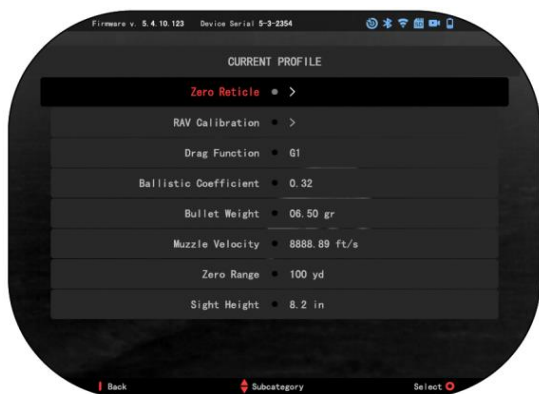 Firmware v. 5.4.10.123 Device Serial 5-3-2354
CURRENT PROFILE
Zero Reticle >
RAV Calibration >
Drag Function G1
Ballistic Coefficient 0.32
Bullet Weight 06.50 gr
Muzzle Velocity 8888.89 ft/s
Zero Range 100 yd
Sight Height 8.2 in
Back Subcategory Select